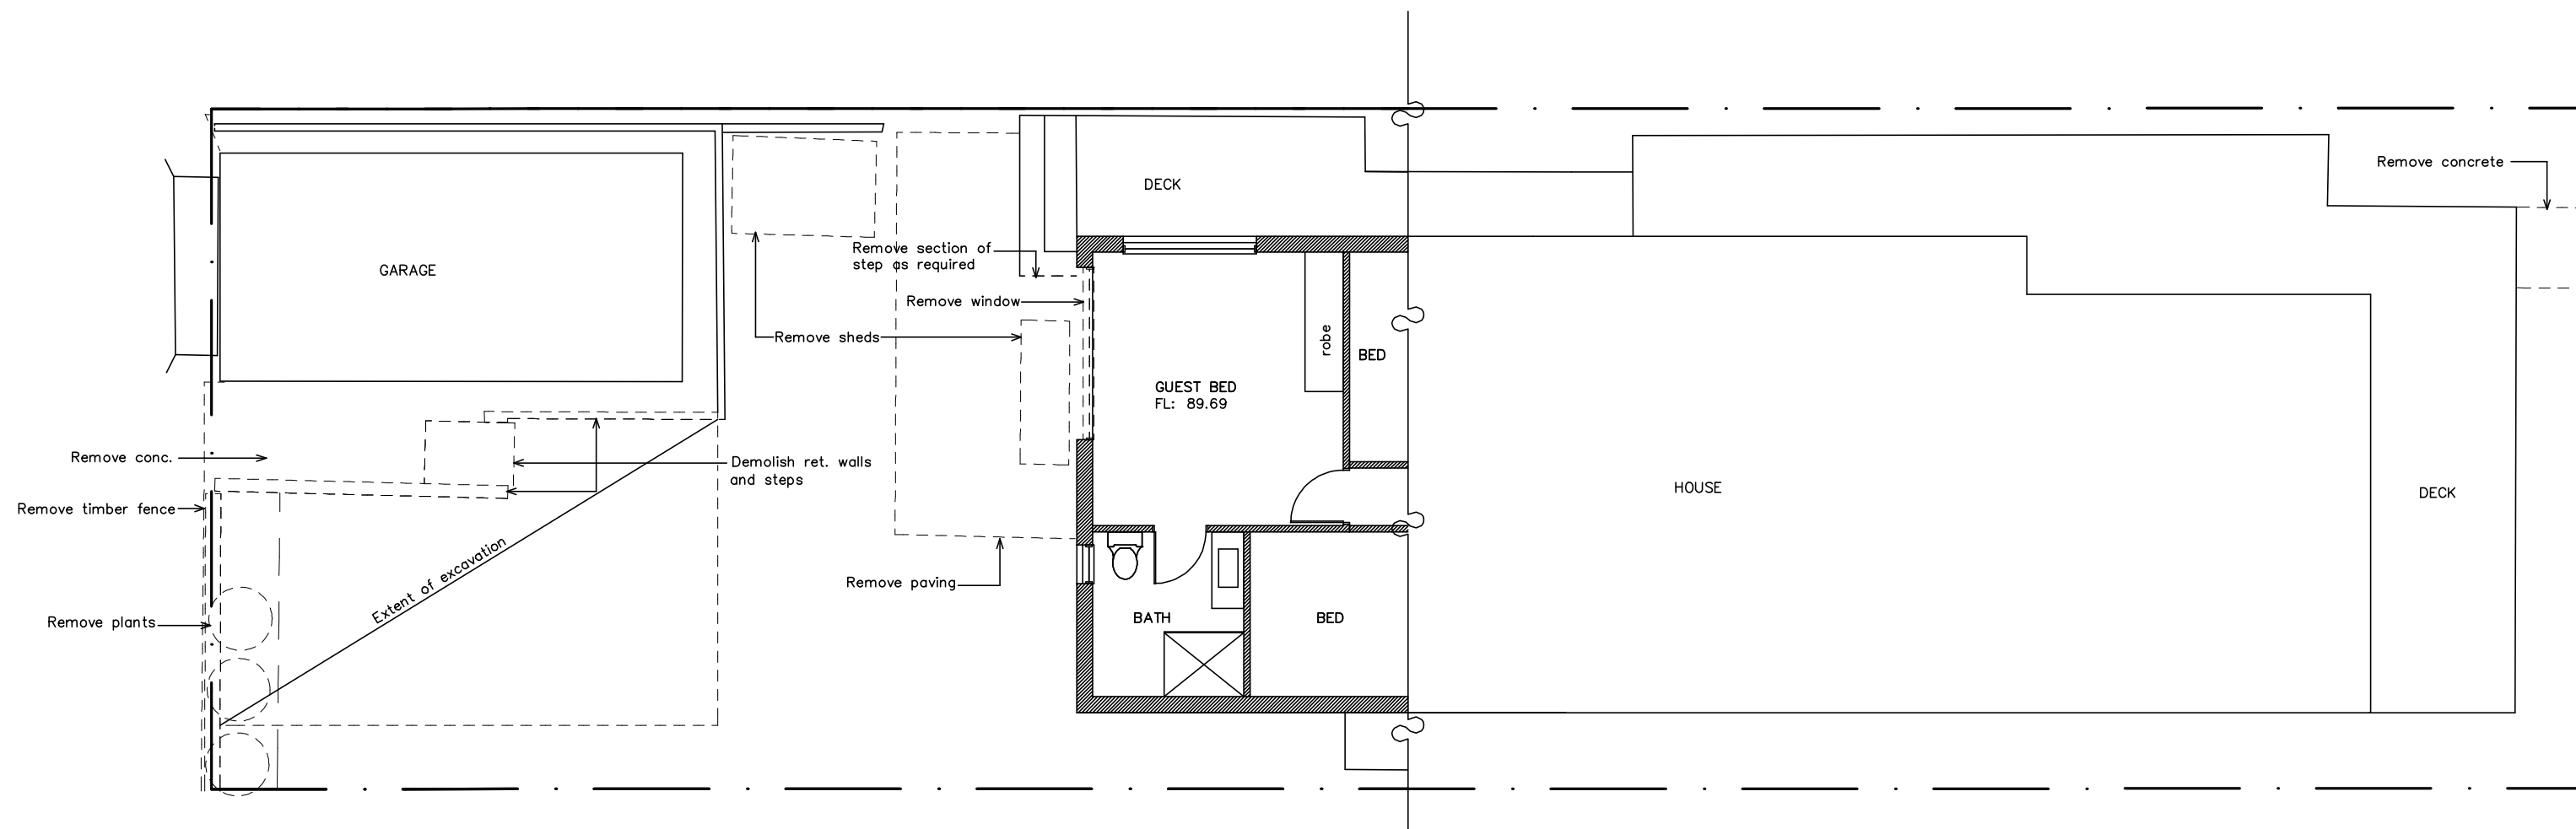 Remove concrete
DECK
Remove section of
step as required
GARAGE
Remove window
Remove sheds
robe
BED
GUEST BED
FL: 89.69
Remove conc.
Demolish ret. walls
and steps
HOUSE
DECK
Remove timber fence
Extent of excavation
Remove paving
Remove plants
BATH
BED